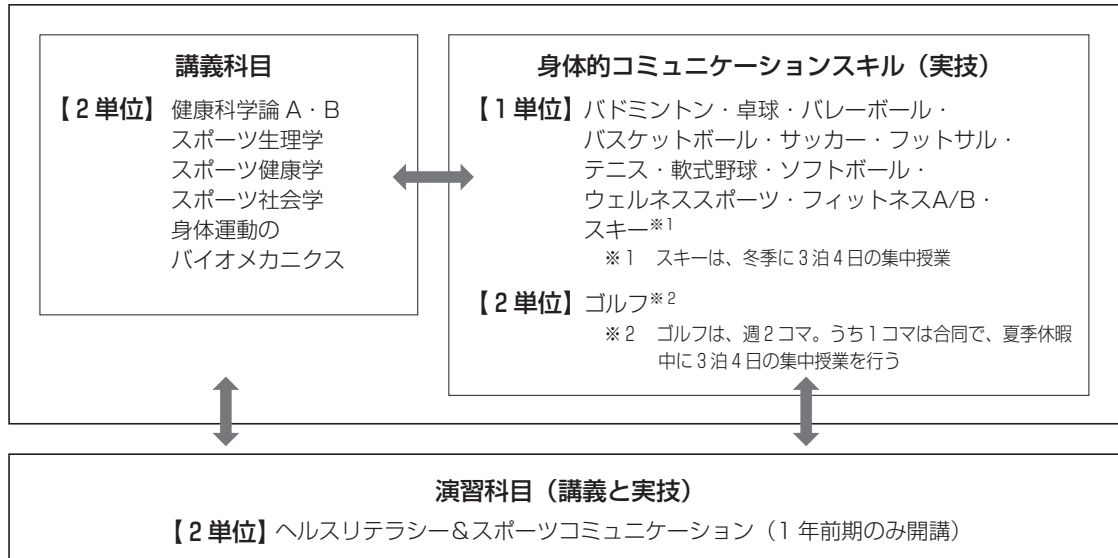 講義科目
【2単位】健康科学論 A・B
スポーツ生理学
スポーツ健康学
スポーツ社会学
身体運動の
バイオメカニクス
身体的コミュニケーションスキル（実技）
【1単位】バドミントン・卓球・バレーボール・
バスケットボール・サッカー・フットサル・
テニス・軟式野球・ソフトボール・
ウェルネススポーツ・フィットネスA/B・
スキー※1
※1　スキーは、冬季に3泊4日の集中授業
【2単位】ゴルフ※2
※2　ゴルフは、週2コマ。うち1コマは合同で、夏季休暇
中に3泊4日の集中授業を行う
演習科目（講義と実技）
【2単位】ヘルスリテラシー＆スポーツコミュニケーション（1年前期のみ開講）